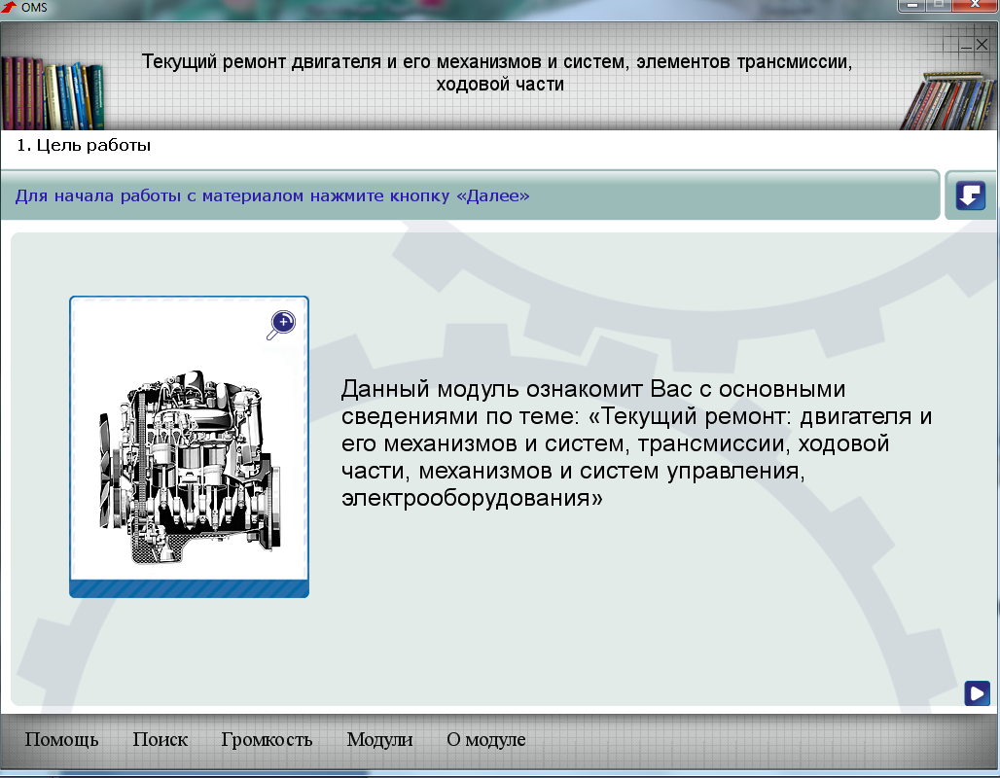 OMS
Текущий ремонт двигателя и его механизмов и систем, элементов трансмиссии,
ходовой части
1. Цель работы
Для начала работы с материалом нажмите кнопку «Далее»
Данный модуль ознакомит Вас с основными
сведениями по теме: «Текущий ремонт: двигателя и
его механизмов и систем, трансмиссии, ходовой
части, механизмов и систем управления,
электрооборудования»
Помощь Поиск Громкость Модули О модуле